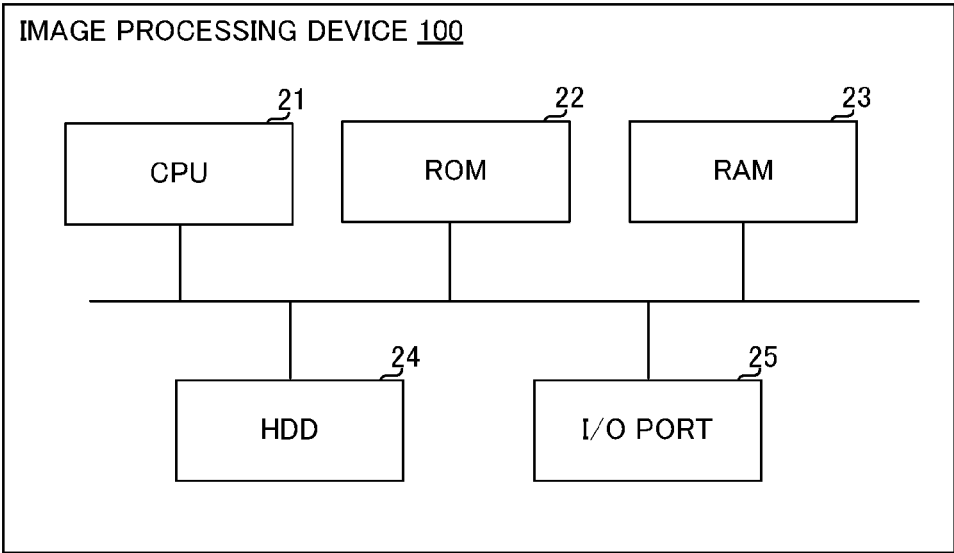 IMAGE PROCESSING DEVICE 100
21
22
23
CPU
ROM
RAM
24
25
HDD
I/O PORT